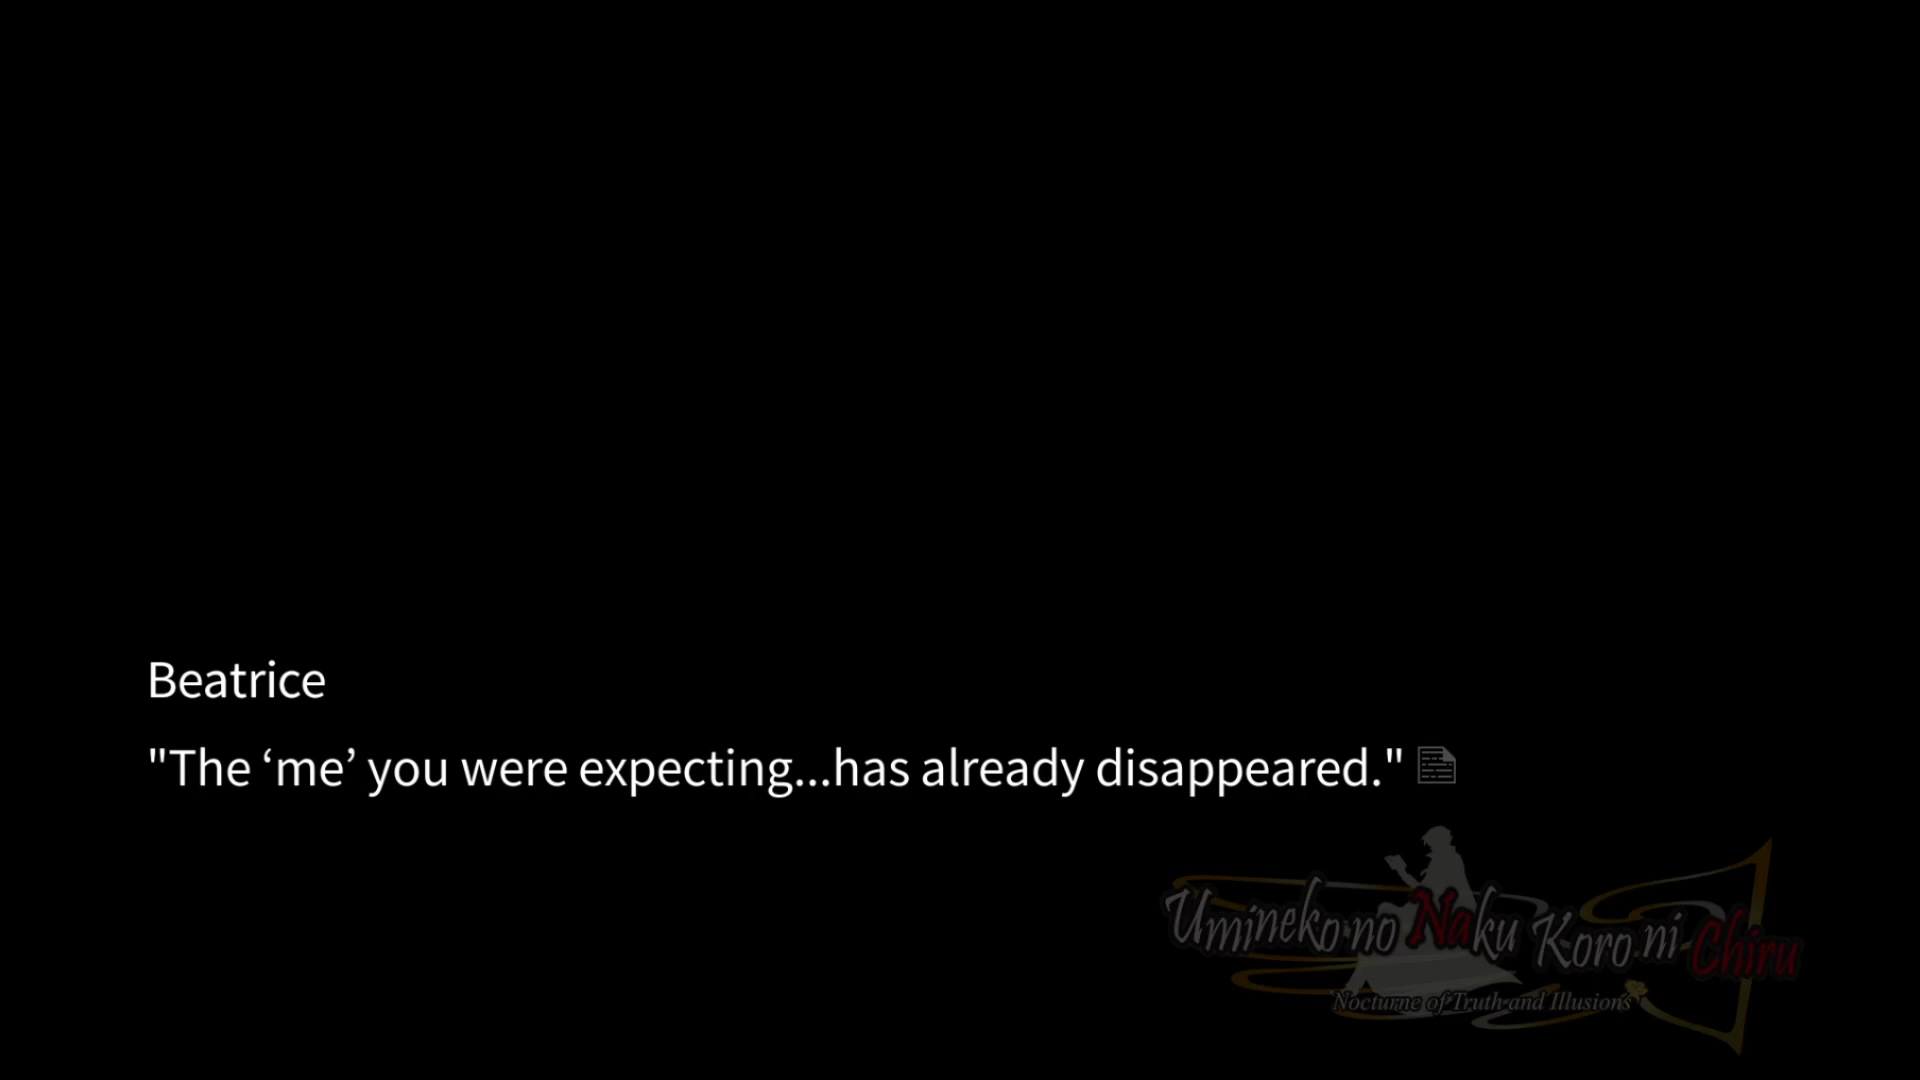 Beatrice
"The ‘me’ you were expecting...has already disappeared."
Umineko no Naku Koro ni Chiru
Nocturne of Truth and Illusions